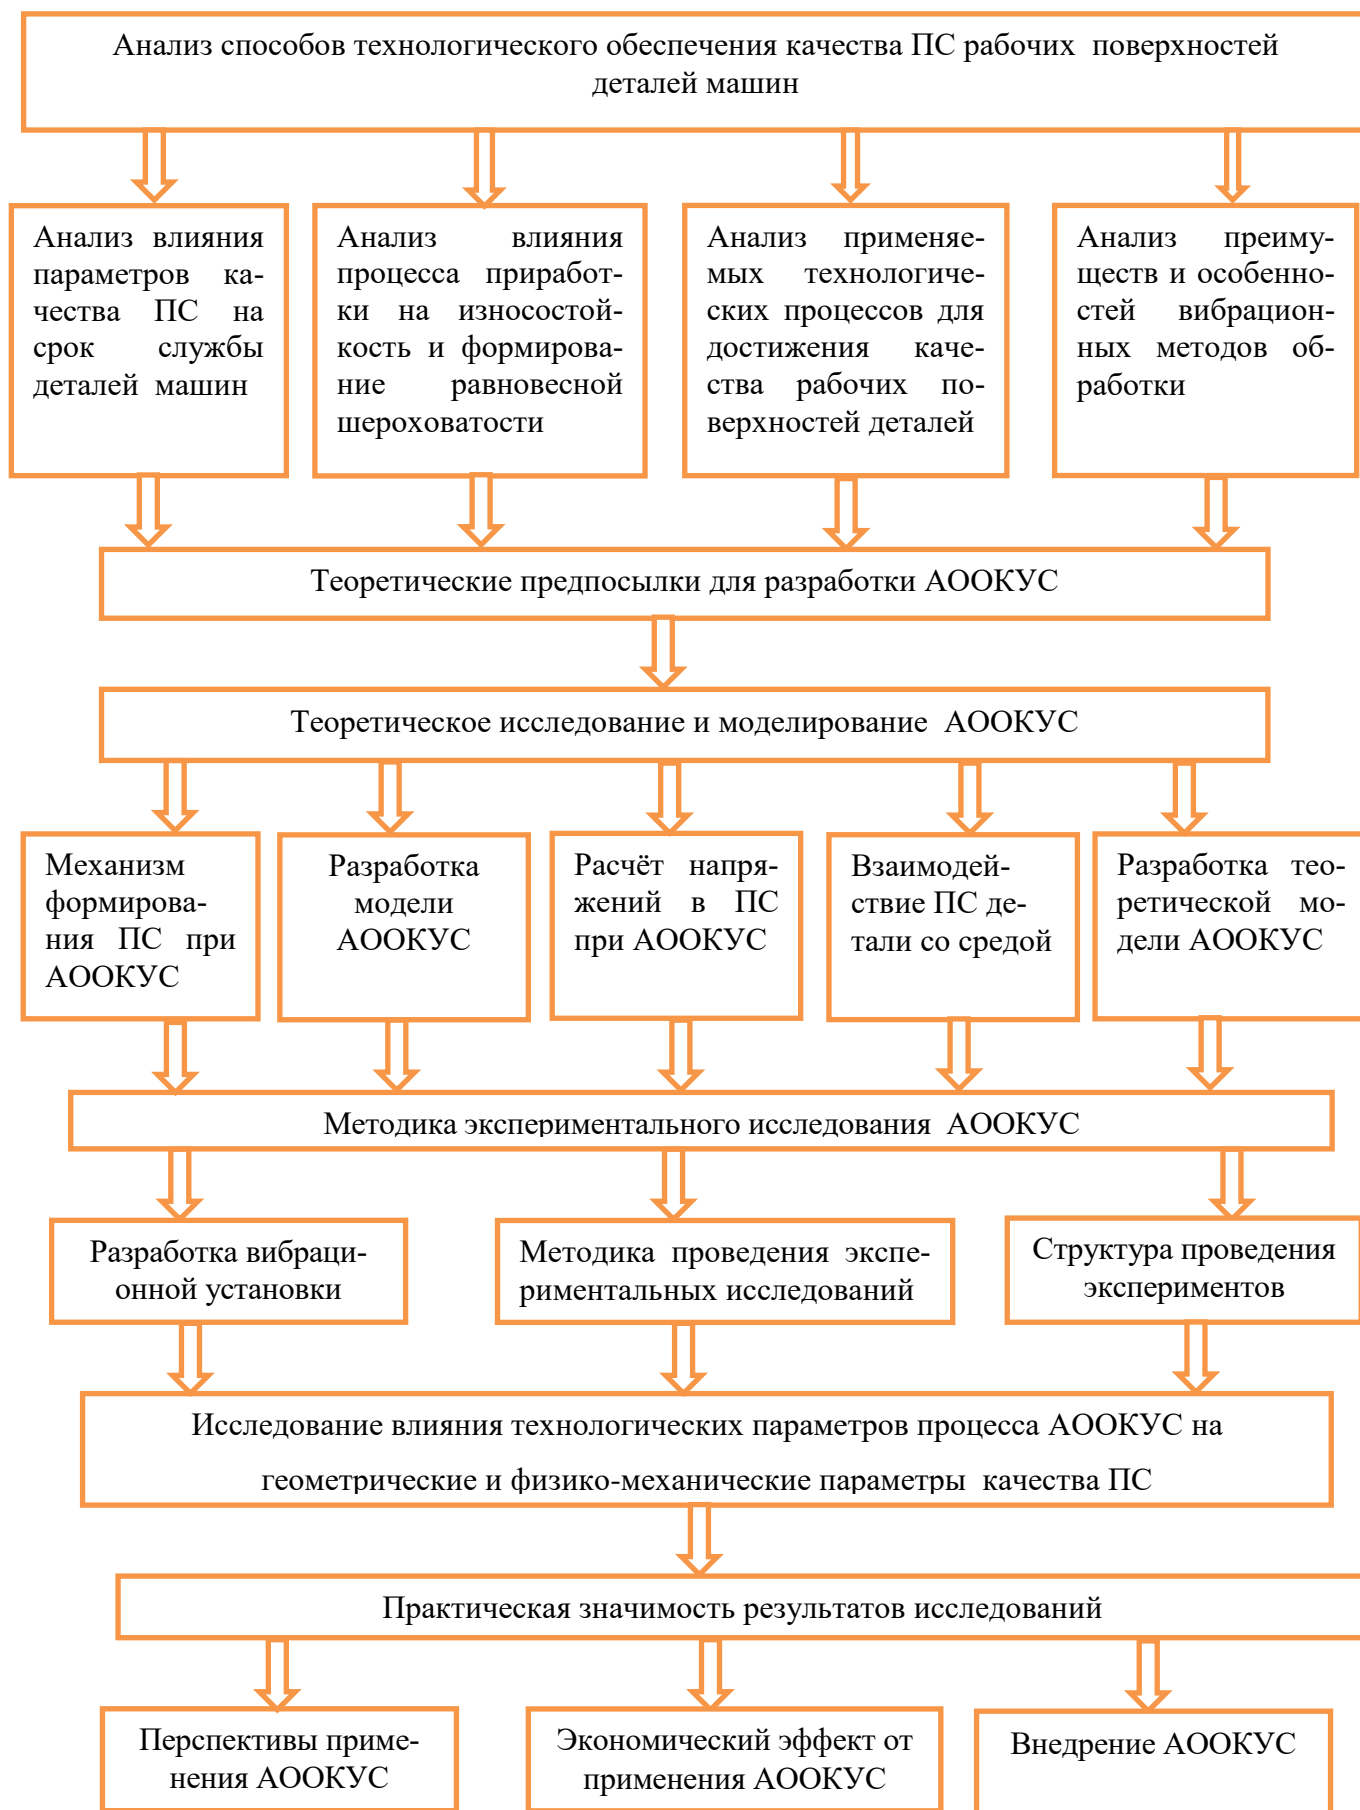 Анализ способов технологического обеспечения качества ПС рабочих поверхностей
деталей машин
Анализ влияния
параметров ка-
чества ПС на
срок службы
деталей машин
Анализ влияния
процесса приработ-
ки на износостой-
кость и формирова-
ние равновесной
шероховатости
Анализ применяе-
мых технологиче-
ских процессов для
достижения каче-
ства рабочих по-
верхностей деталей
Анализ преиму-
ществ и особенно-
стей вибрацион-
ных методов об-
работки
Теоретические предпосылки для разработки АООКУС
Теоретическое исследование и моделирование АООКУС
Механизм
формирова-
ния ПС при
АООКУС
Разработка
модели
АООКУС
Расчёт напря-
жений в ПС
при АООКУС
Взаимодей-
ствие ПС де-
тали со средой
Разработка тео-
ретической мо-
дели АООКУС
Методика экспериментального исследования АООКУС
Разработка вибраци-
онной установки
Методика проведения экспе-
риментальных исследований
Структура проведения
экспериментов
Исследование влияния технологических параметров процесса АООКУС на
геометрические и физико-механические параметры качества ПС
Практическая значимость результатов исследований
Перспективы приме-
нения АООКУС
Экономический эффект от
применения АООКУС
Внедрение АООКУС